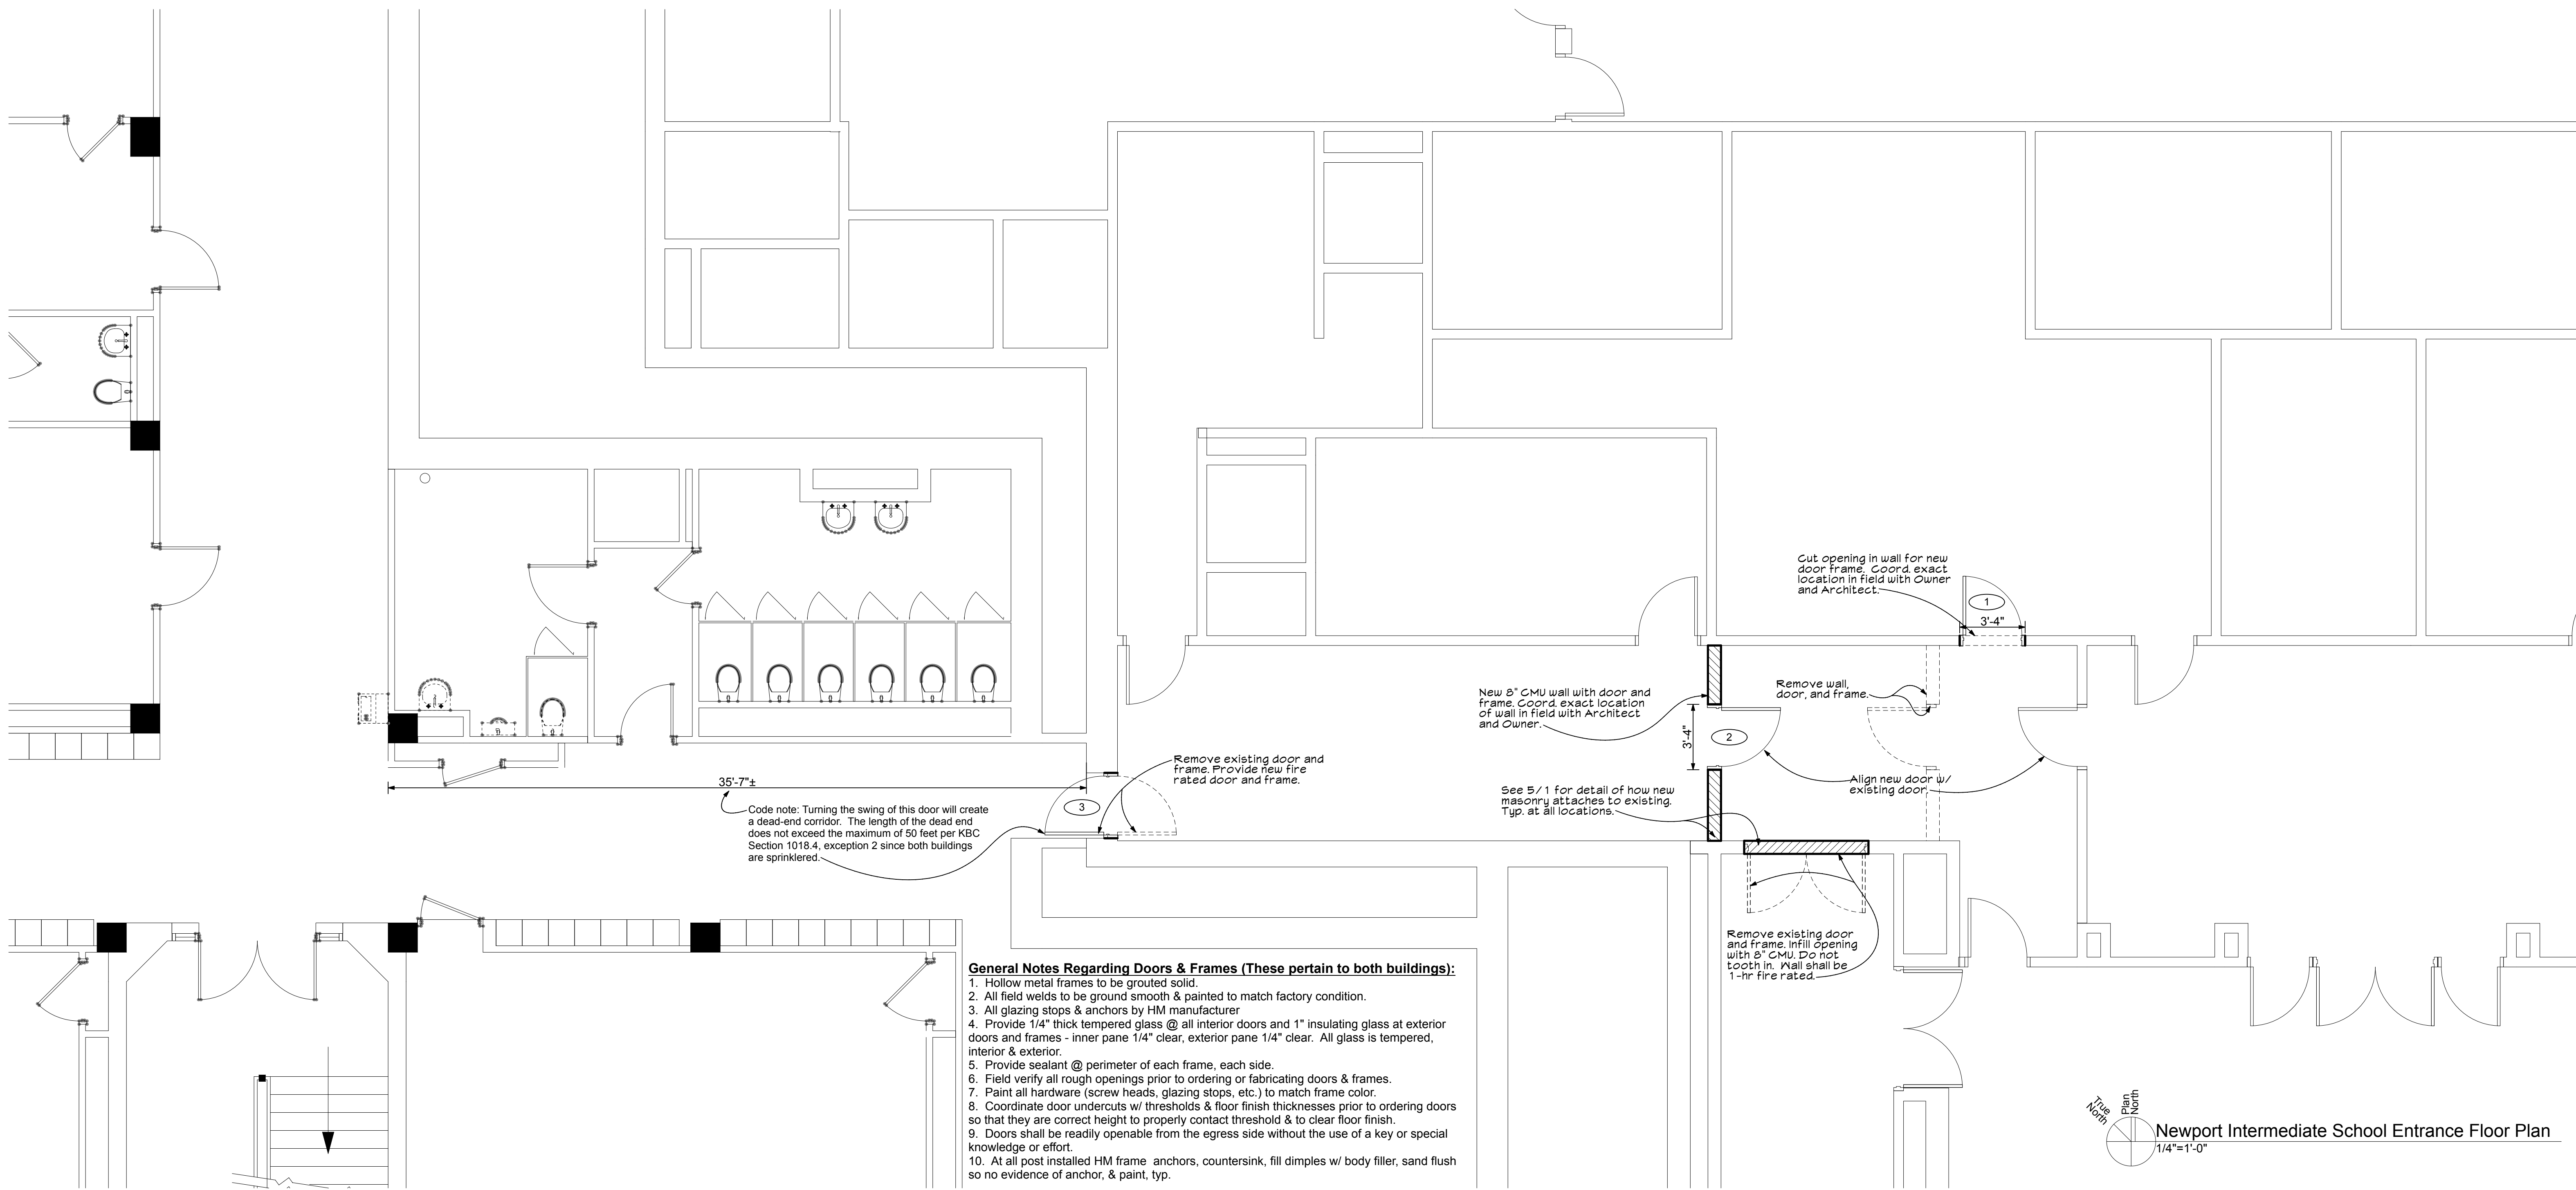 Cut opening in wall for new
door frame. Coord. exact
location in field with Owner
and Architect.
1
3'-4"
New 8" CMU wall with door and
frame. Coord. exact location
of wall in field with Architect
and Owner.
Remove wall,
door, and frame.
3'-4"
2
Remove existing door and
frame. Provide new fire
rated door and frame.
Align new door w/
existing door.
35'-7"±
See 5/1 for detail of how new
masonry attaches to existing.
Typ. at all locations.
3
Code note: Turning the swing of this door will create
a dead-end corridor. The length of the dead end
does not exceed the maximum of 50 feet per KBC
Section 1018.4, exception 2 since both buildings
are sprinklered.
Remove existing door
and frame. Infill opening
with 8" CMU. Do not
tooth in. Wall shall be
1-hr fire rated.
General Notes Regarding Doors & Frames (These pertain to both buildings):
1. Hollow metal frames to be grouted solid.
2. All field welds to be ground smooth & painted to match factory condition.
3. All glazing stops & anchors by HM manufacturer
4. Provide 1/4" thick tempered glass @ all interior doors and 1" insulating glass at exterior
doors and frames - inner pane 1/4" clear, exterior pane 1/4" clear. All glass is tempered,
interior & exterior.
5. Provide sealant @ perimeter of each frame, each side.
6. Field verify all rough openings prior to ordering or fabricating doors & frames.
7. Paint all hardware (screw heads, glazing stops, etc.) to match frame color.
8. Coordinate door undercuts w/ thresholds & floor finish thicknesses prior to ordering doors
so that they are correct height to properly contact threshold & to clear floor finish.
9. Doors shall be readily openable from the egress side without the use of a key or special
knowledge or effort.
10. At all post installed HM frame anchors, countersink, fill dimples w/ body filler, sand flush
so no evidence of anchor, & paint, typ.
True
North
Plan
North
Newport Intermediate School Entrance Floor Plan
1/4"=1'-0"